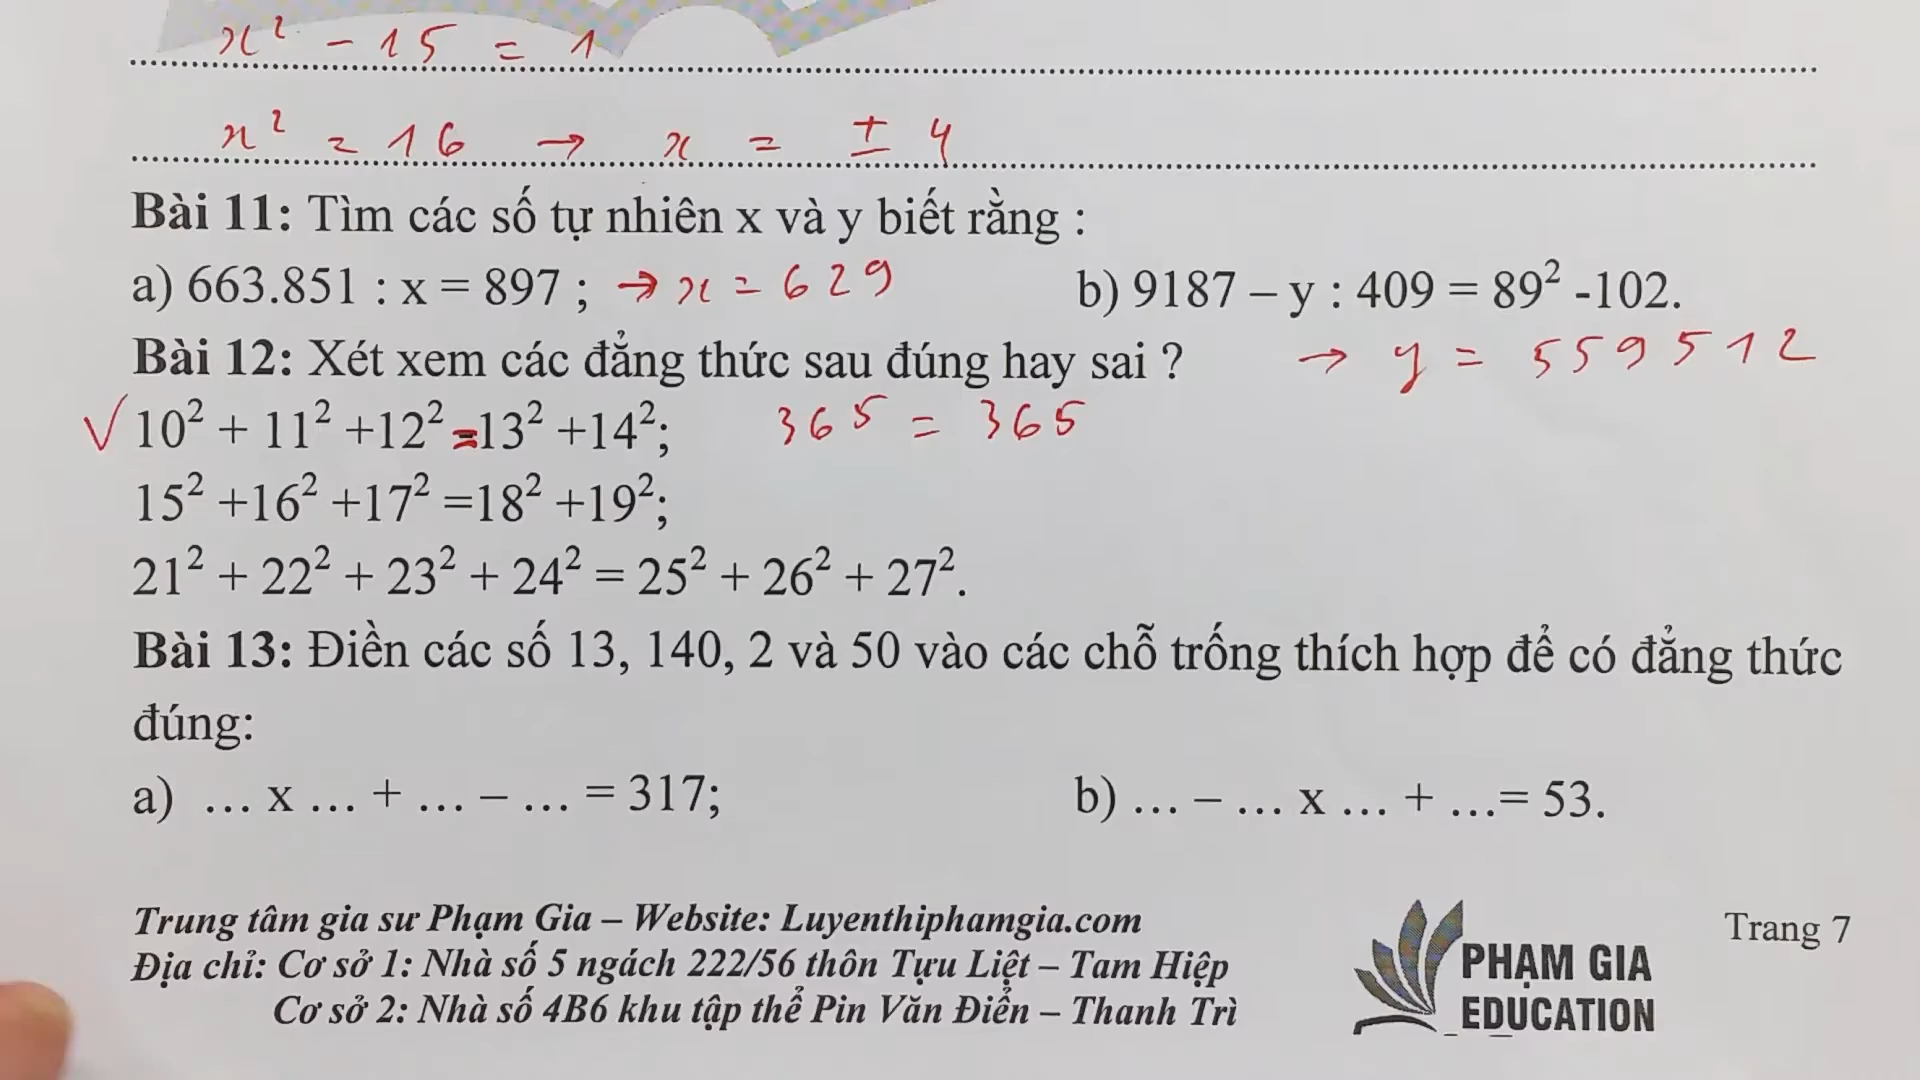 x² - 15 = 1
x² = 16 → x = ± 4
Bài 11: Tìm các số tự nhiên x và y biết rằng :
a) 663.851 : x = 897 ; → x = 629 b) 9187 – y : 409 = 89² -102.
Bài 12: Xét xem các đẳng thức sau đúng hay sai ? → y = 559512
√ 10² + 11² +12² =13² +14²; 365 = 365
15² +16² +17² =18² +19²;
21² + 22² + 23² + 24² = 25² + 26² + 27².
Bài 13: Điền các số 13, 140, 2 và 50 vào các chỗ trống thích hợp để có đẳng thức
đúng:
a) … x … + … – … = 317; b) … – … x … + …= 53.
Trung tâm gia sư Phạm Gia – Website: Luyenthiphamgia.com
Trang 7
Địa chỉ: Cơ sở 1: Nhà số 5 ngách 222/56 thôn Tựu Liệt – Tam Hiệp
Cơ sở 2: Nhà số 4B6 khu tập thể Pin Văn Điển – Thanh Trì
PHẠM GIA
EDUCATION